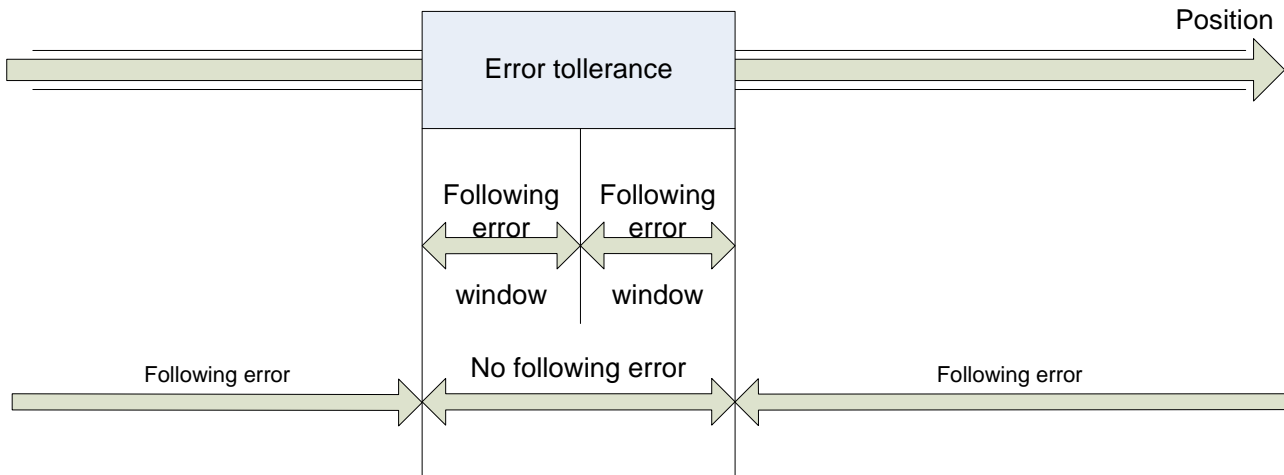 Position
Error tollerance
Following
error
window
Following
error
window
Following error
No following error
Following error